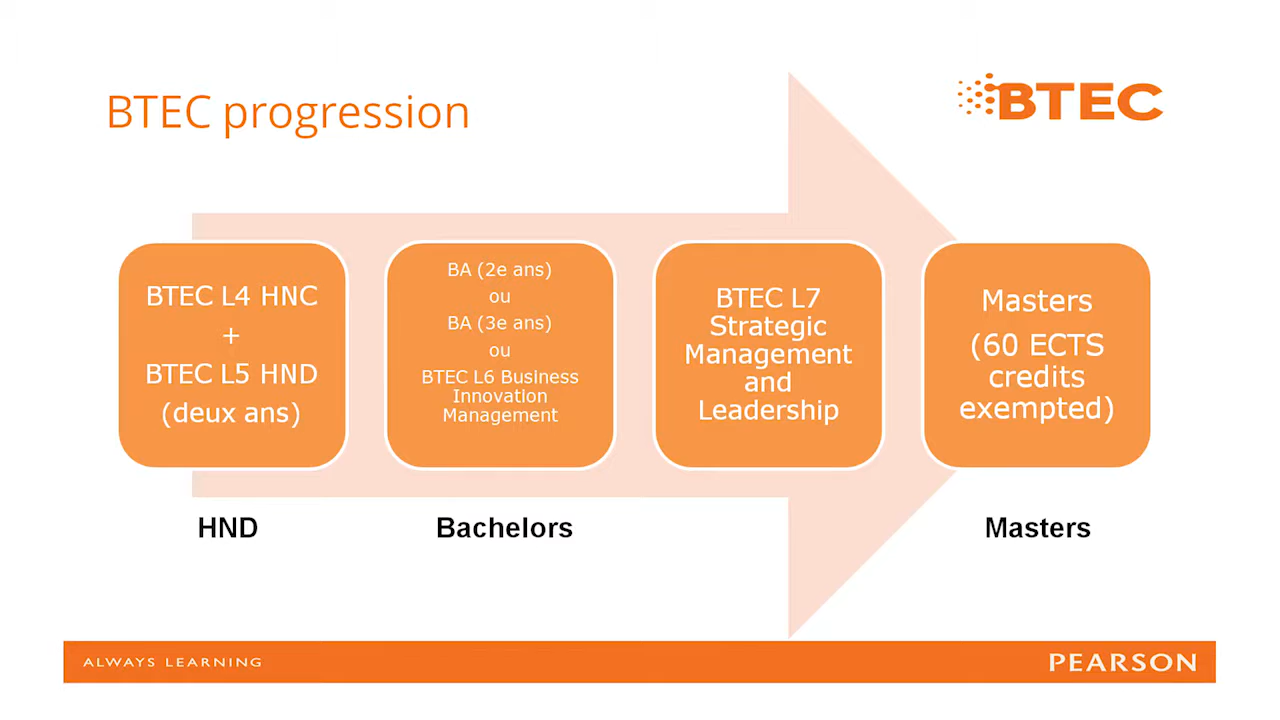 BTEC progression
BTEC
BTEC L4 HNC
+
BTEC L5 HND
(deux ans)
BA (2e ans)
ou
BA (3e ans)
ou
BTEC L6 Business
Innovation
Management
BTEC L7
Strategic
Management
and
Leadership
Masters
(60 ECTS
credits
exempted)
HND
Bachelors
Masters
ALWAYS LEARNING
PEARSON